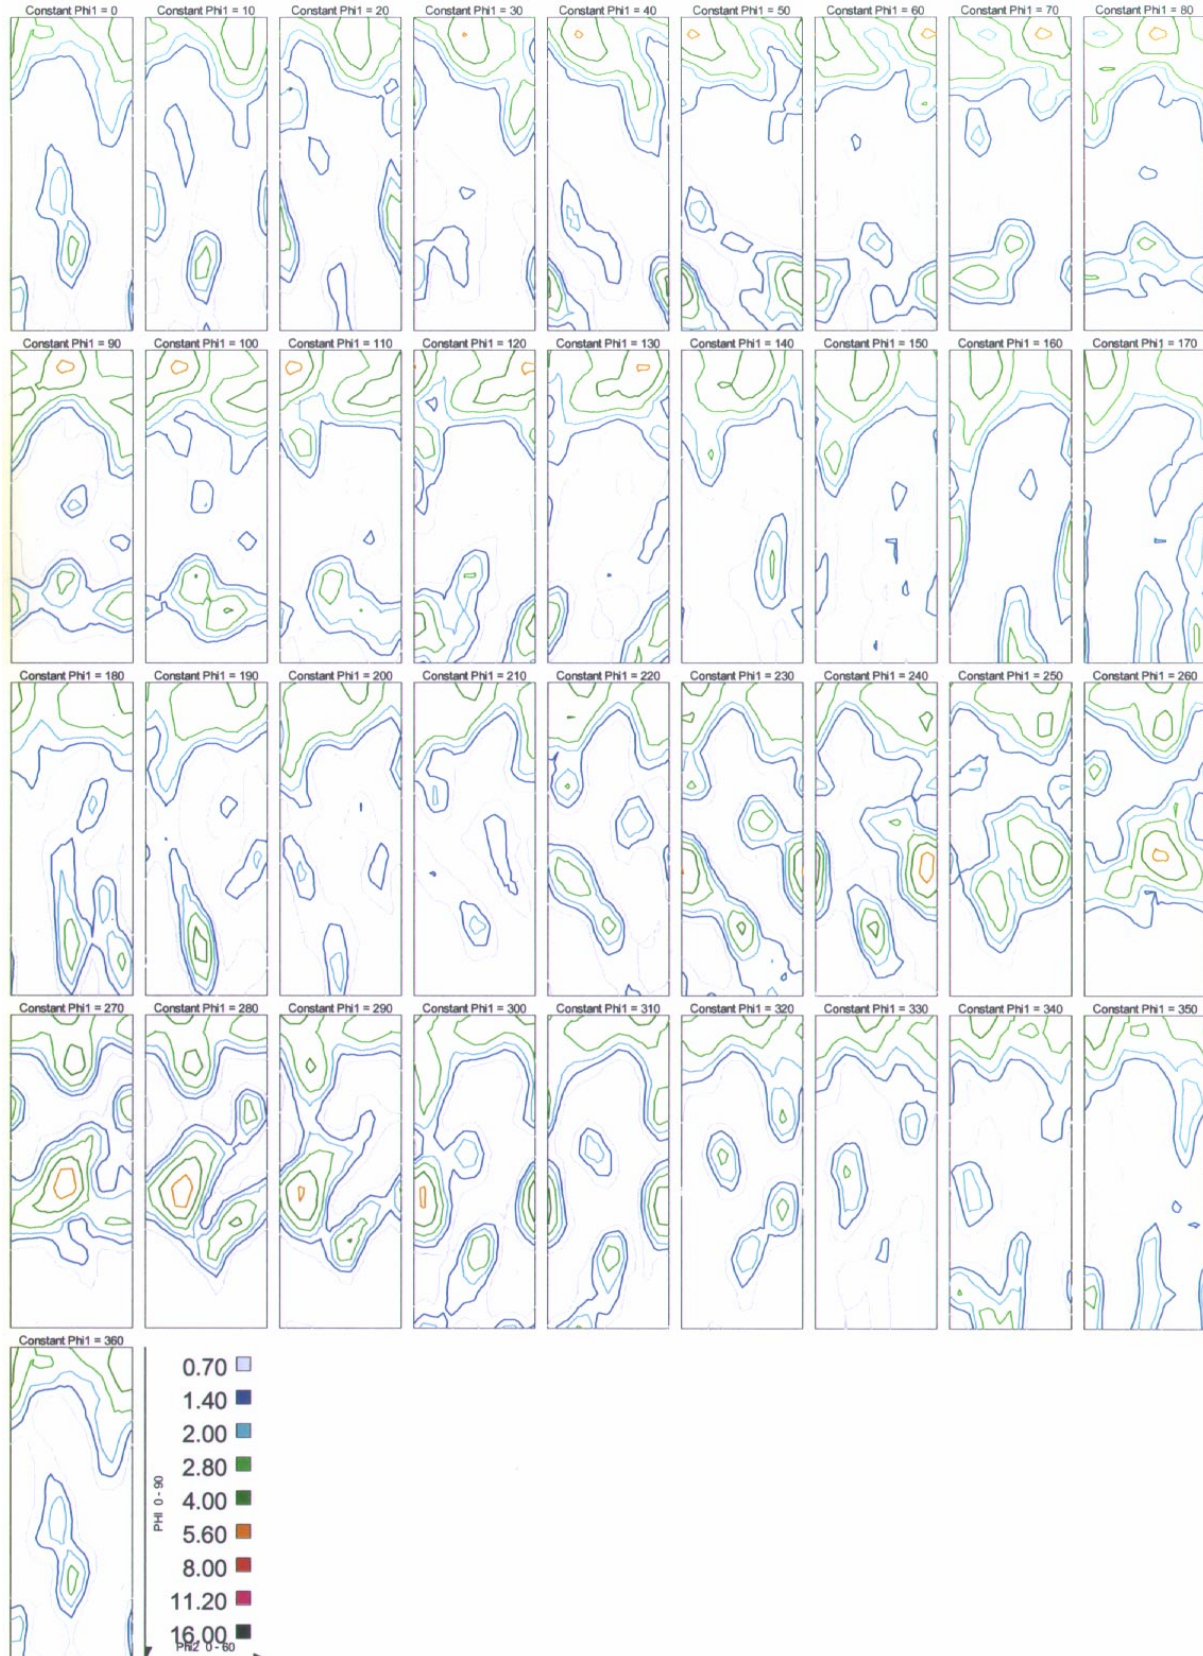 Constant Phi1 = 0 Constant Phi1 = 10 Constant Phi1 = 20 Constant Phi1 = 30 Constant Phi1 = 40 Constant Phi1 = 50 Constant Phi1 = 60 Constant Phi1 = 70 Constant Phi1 = 80
Constant Phi1 = 90 Constant Phi1 = 100 Constant Phi1 = 110 Constant Phi1 = 120 Constant Phi1 = 130 Constant Phi1 = 140 Constant Phi1 = 150 Constant Phi1 = 160 Constant Phi1 = 170
Constant Phi1 = 180 Constant Phi1 = 190 Constant Phi1 = 200 Constant Phi1 = 210 Constant Phi1 = 220 Constant Phi1 = 230 Constant Phi1 = 240 Constant Phi1 = 250 Constant Phi1 = 260
Constant Phi1 = 270 Constant Phi1 = 280 Constant Phi1 = 290 Constant Phi1 = 300 Constant Phi1 = 310 Constant Phi1 = 320 Constant Phi1 = 330 Constant Phi1 = 340 Constant Phi1 = 350
Constant Phi1 = 360
PHI 0 - 90
0.70
1.40
2.00
2.80
4.00
5.60
8.00
11.20
16.00
Phi2 0 - 60